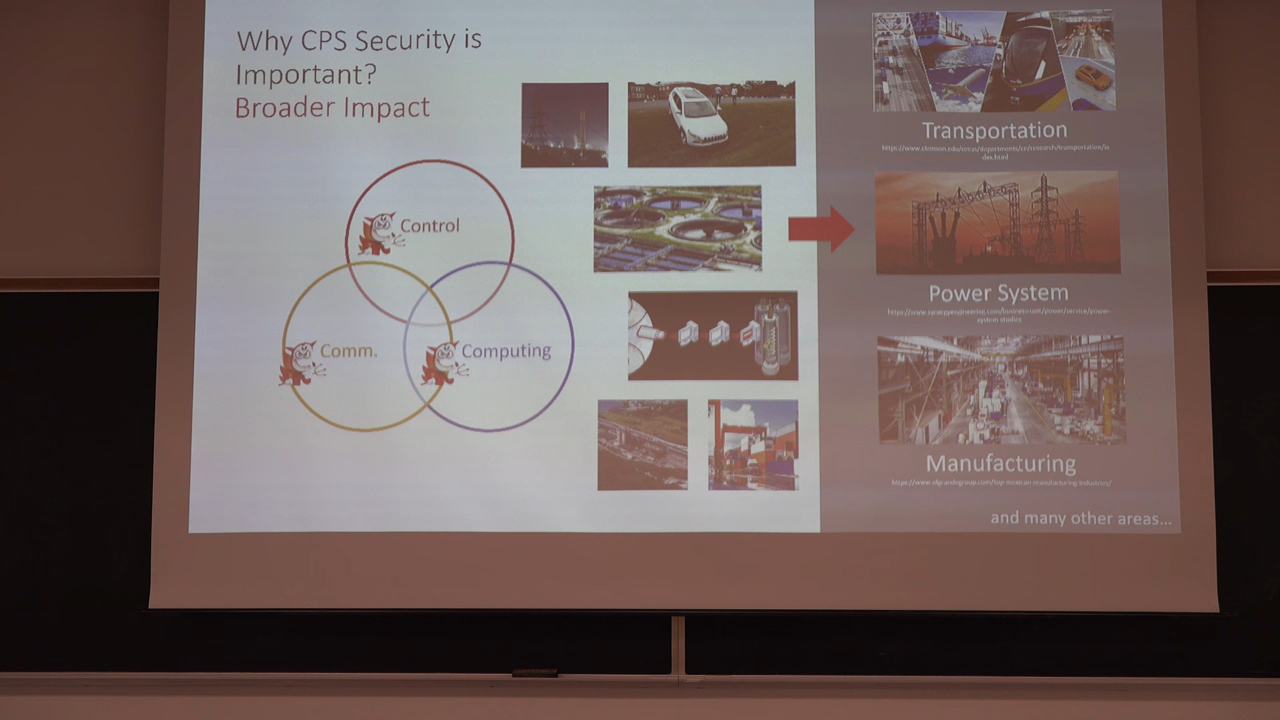 Why CPS Security is
Important?
Broader Impact
Control
Comm.
Computing
Transportation
Power System
Manufacturing
and many other areas...